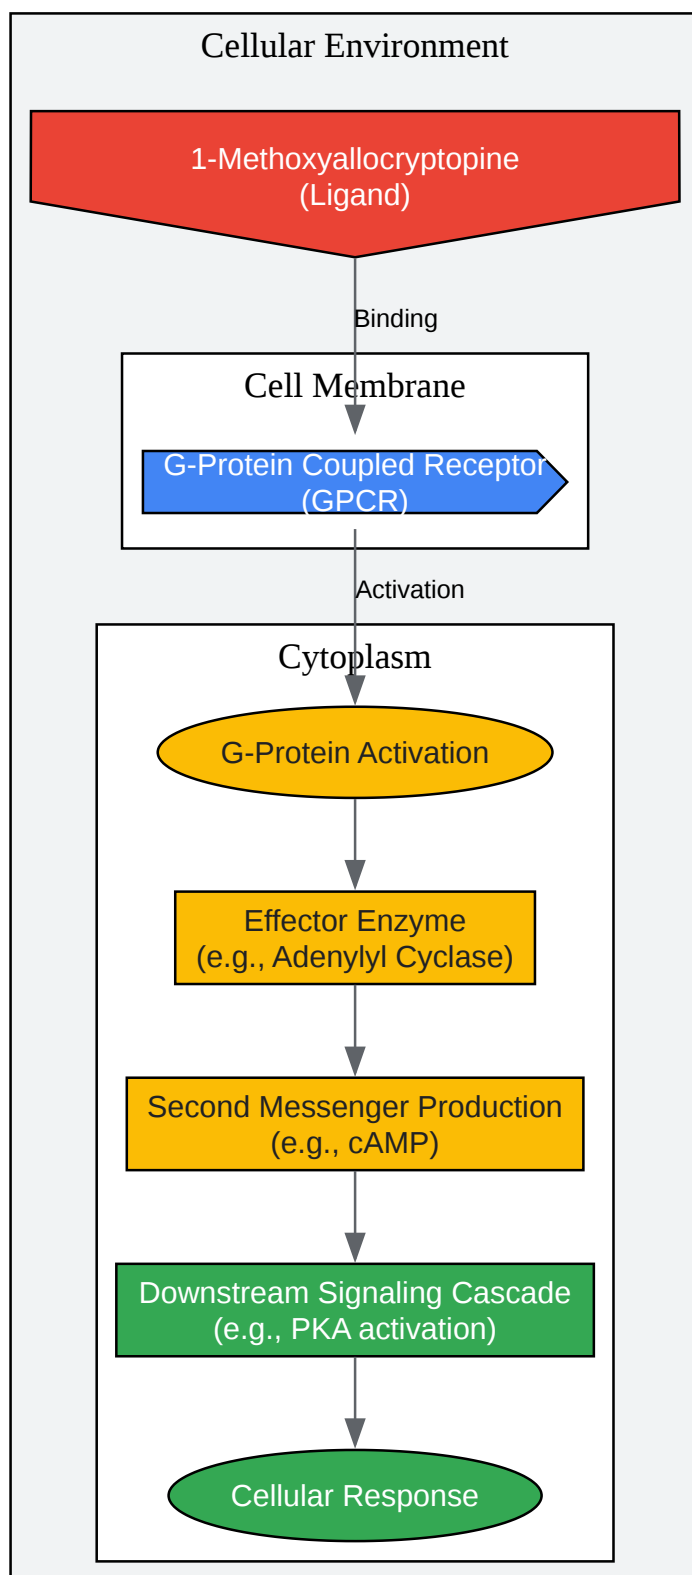 Cellular Environment
1-Methoxyallocryptopine
(Ligand)
Binding
Cell Membrane
G-Protein Coupled Receptor
(GPCR)
Activation
Cytoplasm
G-Protein Activation
Effector Enzyme
(e.g., Adenylyl Cyclase)
Second Messenger Production
(e.g., cAMP)
Downstream Signaling Cascade
(e.g., PKA activation)
Cellular Response